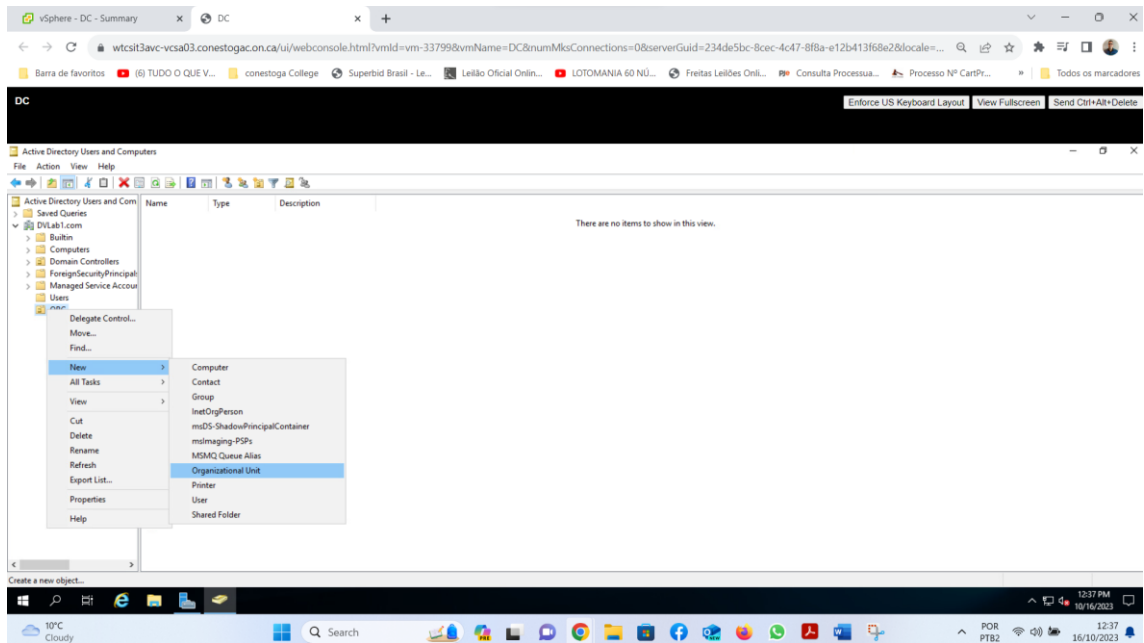 vSphere - DC - Summary
DC
wtcsit3avc-vcsa03.conestogac.on.ca/ui/webconsole.html?vmId=vm-33799&vmName=DC&numMksConnections=0&serverGuid=234de5bc-8cec-4c47-8f8a-e12b413f68e2&locale=...
Barra de favoritos (6) TUDO O QUE V... conestoga College Superbid Brasil - Le... Leilão Oficial Onlin... LOTOMANIA 60 NÚ... Freitas Leilões Onli... Consulta Processua... Processo Nº CartPr... » Todos os marcadores
DC Enforce US Keyboard Layout View Fullscreen Send Ctrl+Alt+Delete
Active Directory Users and Computers
File Action View Help
Active Directory Users and Com
Name Type Description
Saved Queries
There are no items to show in this view.
DVLab1.com
Builtin
Computers
Domain Controllers
ForeignSecurityPrincipals
Managed Service Accour
Users
Delegate Control...
Move...
Find...
New
All Tasks
View
Cut
Delete
Rename
Refresh
Export List...
Properties
Help
Computer
Contact
Group
InetOrgPerson
msDS-ShadowPrincipalContainer
msImaging-PSPs
MSMQ Queue Alias
Organizational Unit
Printer
User
Shared Folder
Create a new object...
12:37 PM
10/16/2023
10°C
Cloudy
Search
POR
PTB2
12:37
16/10/2023